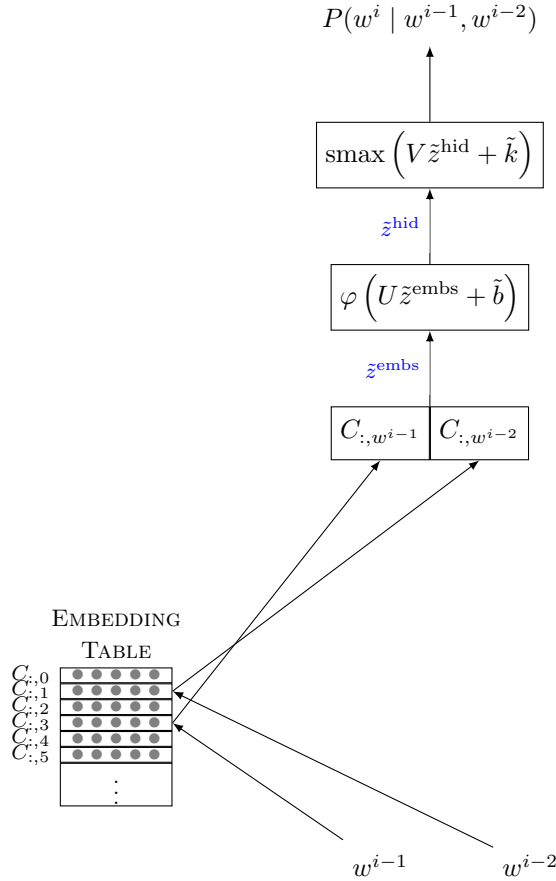 P(w^i | w^{i-1}, w^{i-2})
smax (V z̃^hid + k̃)
z̃^hid
φ (U z̃^embs + b̃)
z̃^embs
C_{:,w^{i-1}} C_{:,w^{i-2}}
EMBEDDING
TABLE
C_{:,0}
C_{:,1}
C_{:,2}
C_{:,3}
C_{:,4}
C_{:,5}
⋮
w^{i-1} w^{i-2}